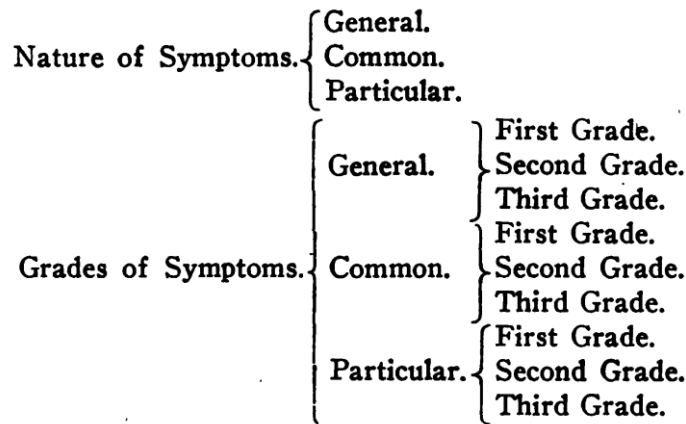 General.
Nature of Symptoms. Common.
Particular.
First Grade.
General. Second Grade.
Third Grade.
First Grade.
Grades of Symptoms. Common. Second Grade.
Third Grade.
First Grade.
Particular. Second Grade.
Third Grade.